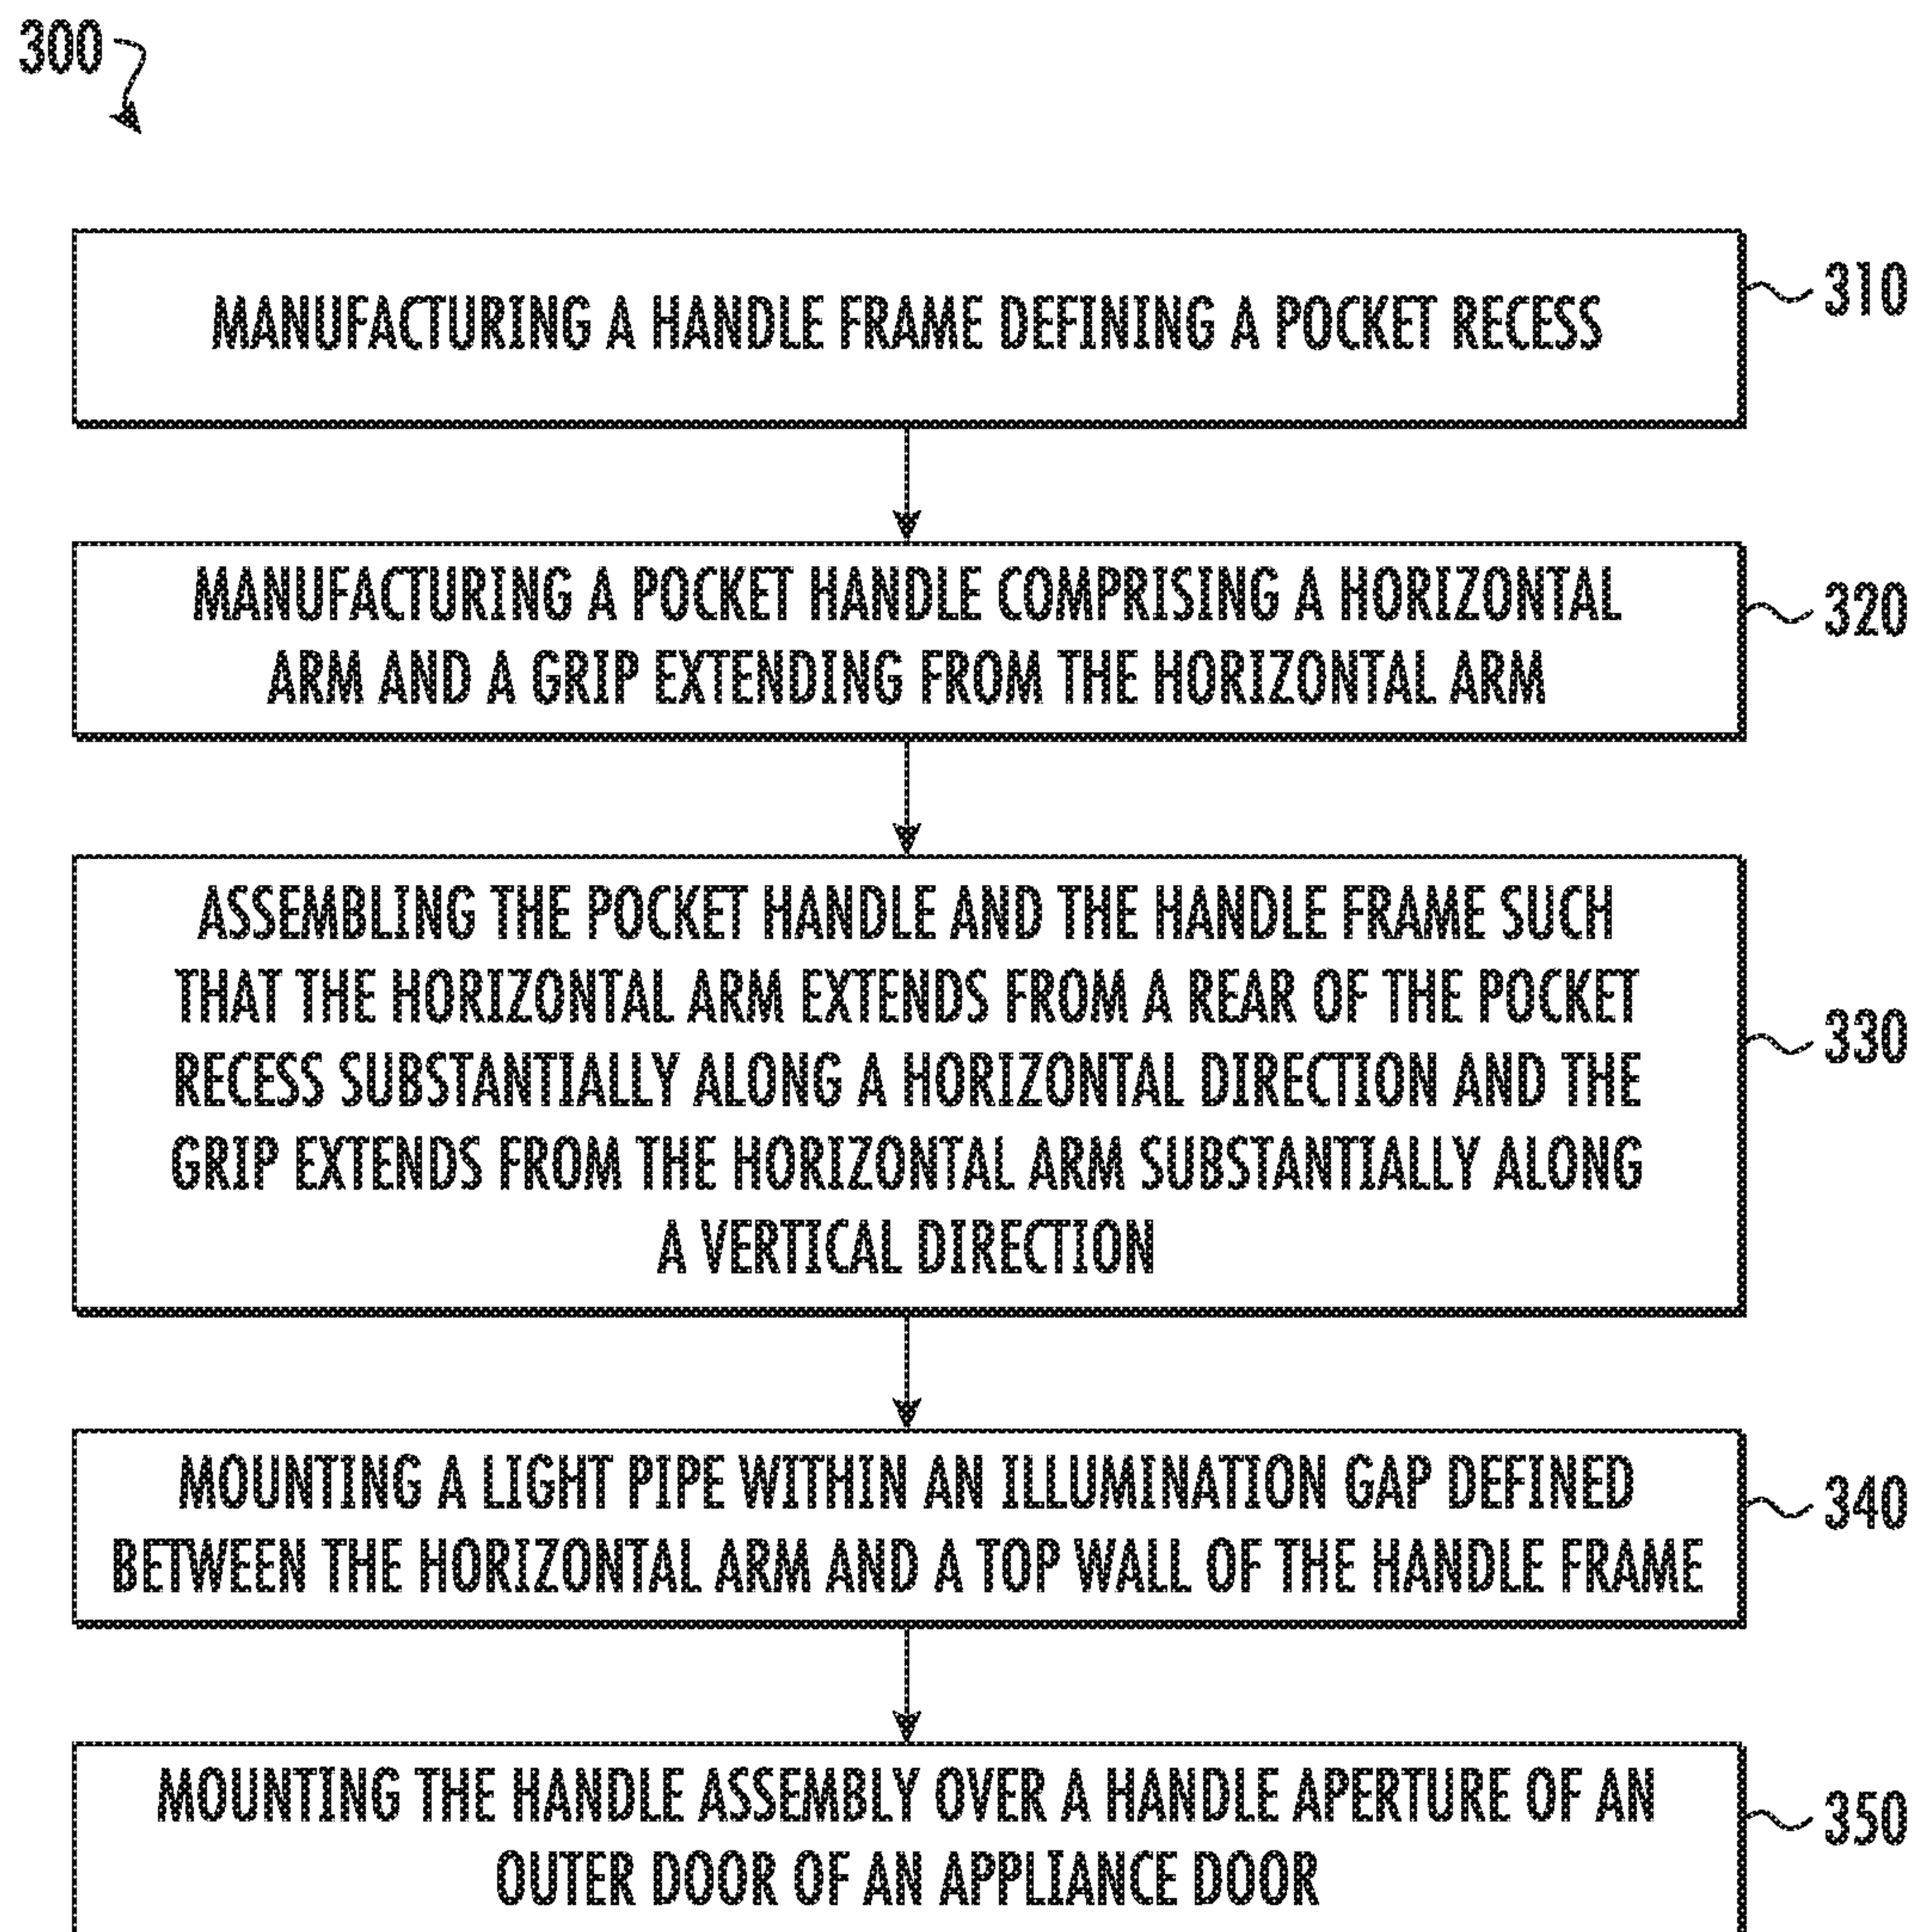 300
MANUFACTURING A HANDLE FRAME DEFINING A POCKET RECESS
310
MANUFACTURING A POCKET HANDLE COMPRISING A HORIZONTAL
ARM AND A GRIP EXTENDING FROM THE HORIZONTAL ARM
320
ASSEMBLING THE POCKET HANDLE AND THE HANDLE FRAME SUCH
THAT THE HORIZONTAL ARM EXTENDS FROM A REAR OF THE POCKET
RECESS SUBSTANTIALLY ALONG A HORIZONTAL DIRECTION AND THE
GRIP EXTENDS FROM THE HORIZONTAL ARM SUBSTANTIALLY ALONG
A VERTICAL DIRECTION
330
MOUNTING A LIGHT PIPE WITHIN AN ILLUMINATION GAP DEFINED
BETWEEN THE HORIZONTAL ARM AND A TOP WALL OF THE HANDLE FRAME
340
MOUNTING THE HANDLE ASSEMBLY OVER A HANDLE APERTURE OF AN
OUTER DOOR OF AN APPLIANCE DOOR
350